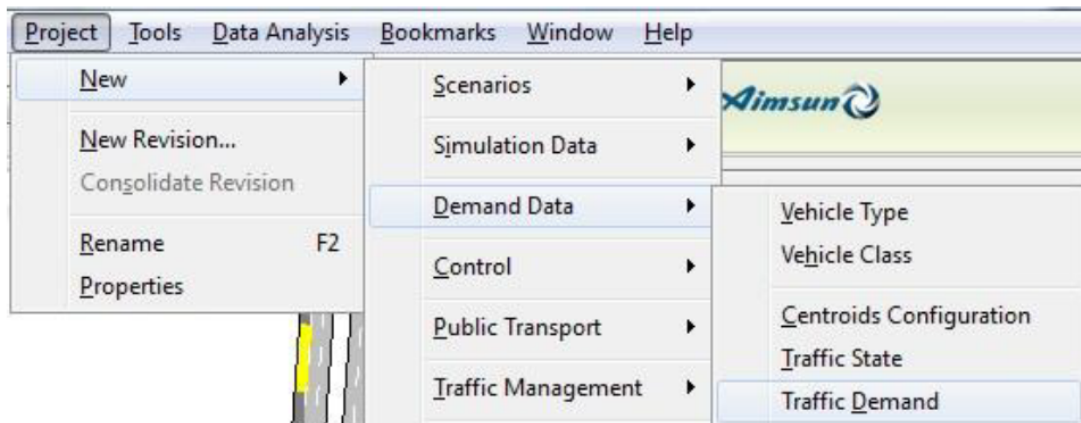 Project Tools Data Analysis Bookmarks Window Help
New
New Revision...
Consolidate Revision
Rename F2
Properties
Scenarios
Simulation Data
Demand Data
Control
Public Transport
Traffic Management
Aimsun
Vehicle Type
Vehicle Class
Centroids Configuration
Traffic State
Traffic Demand